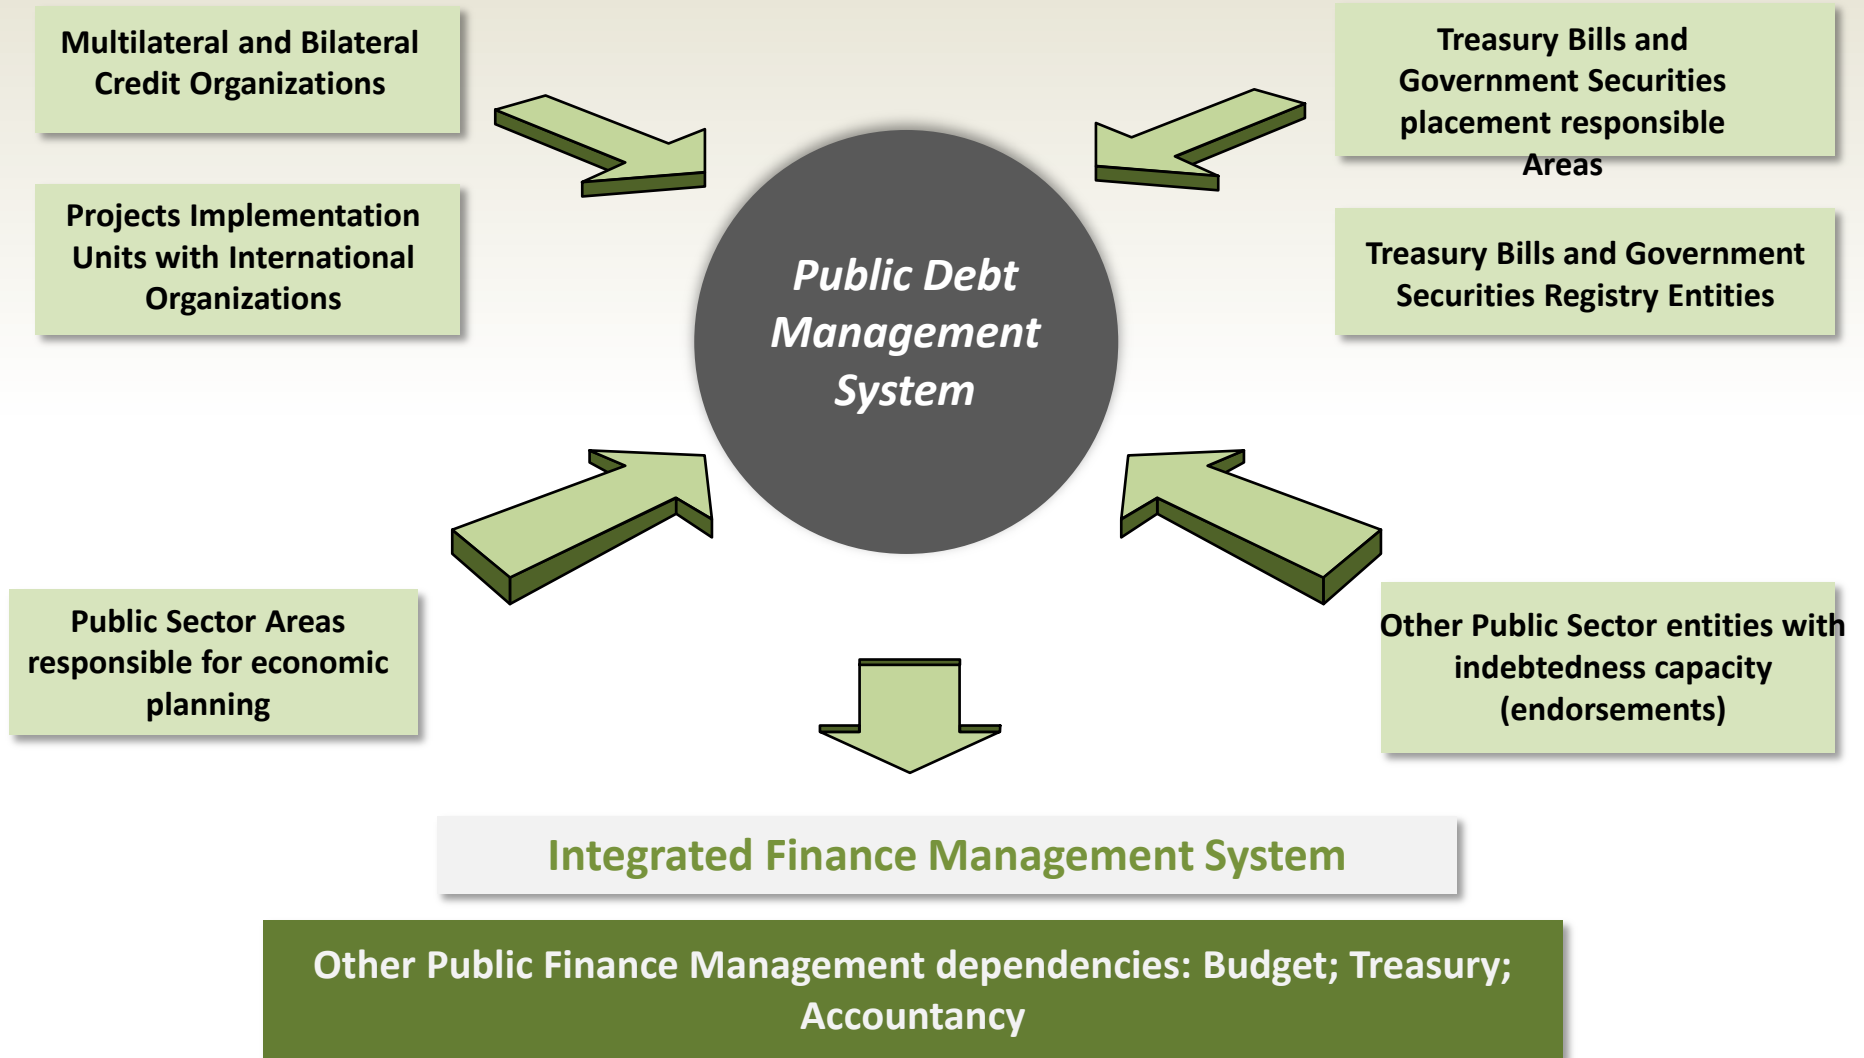 Multilateral and Bilateral
Credit Organizations
Projects Implementation
Units with International
Organizations
Treasury Bills and
Government Securities
placement responsible
Areas
Treasury Bills and Government
Securities Registry Entities
Public Debt
Management
System
Public Sector Areas
responsible for economic
planning
Other Public Sector entities with
indebtedness capacity
(endorsements)
Integrated Finance Management System
Other Public Finance Management dependencies: Budget; Treasury;
Accountancy